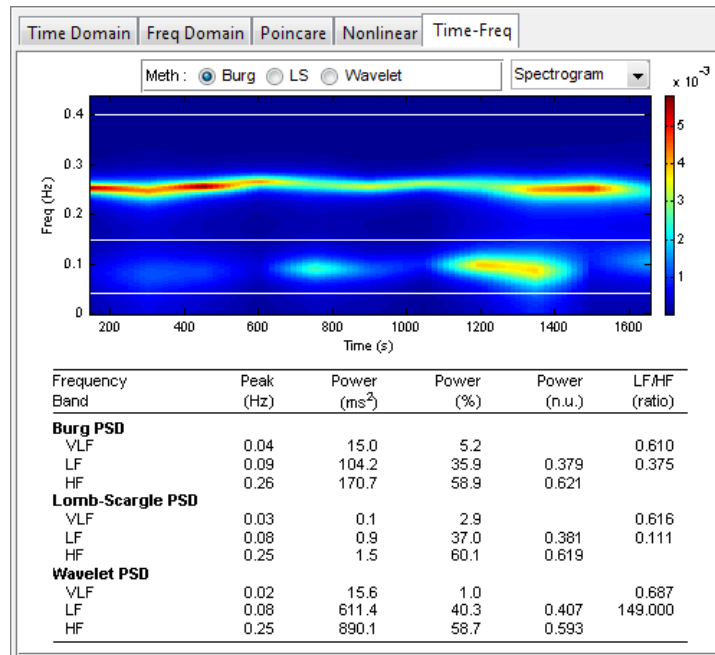 Time Domain Freq Domain Poincare Nonlinear Time-Freq
Meth : Burg LS Wavelet Spectrogram
x 10^-3
0.4
0.3
0.2
0.1
0
Freq (Hz)
5
4
3
2
1
200 400 600 800 1000 1200 1400 1600
Time (s)
Frequency Peak Power Power Power LF/HF
Band (Hz) (ms²) (%) (n.u.) (ratio)
Burg PSD
VLF 0.04 15.0 5.2 0.610
LF 0.09 104.2 35.9 0.379 0.375
HF 0.26 170.7 58.9 0.621
Lomb-Scargle PSD
VLF 0.03 0.1 2.9 0.616
LF 0.08 0.9 37.0 0.381 0.111
HF 0.25 1.5 60.1 0.619
Wavelet PSD
VLF 0.02 15.6 1.0 0.687
LF 0.08 611.4 40.3 0.407 149.000
HF 0.25 890.1 58.7 0.593